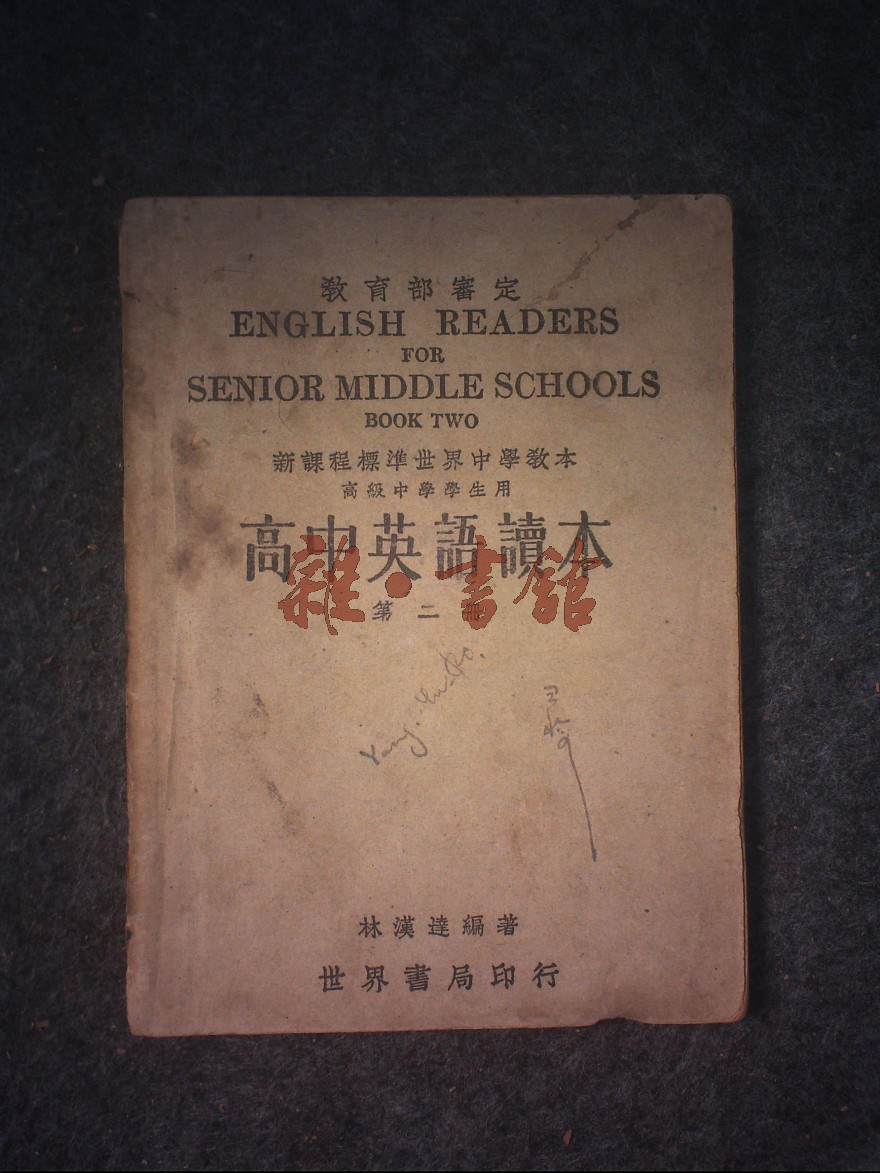 教育部審定
ENGLISH READERS
FOR
SENIOR MIDDLE SCHOOLS
BOOK TWO
新課程標準世界中學教本
高級中學學生用
高中英語讀本
雜·書館
第二冊
Yang.
林漢達編著
世界書局印行